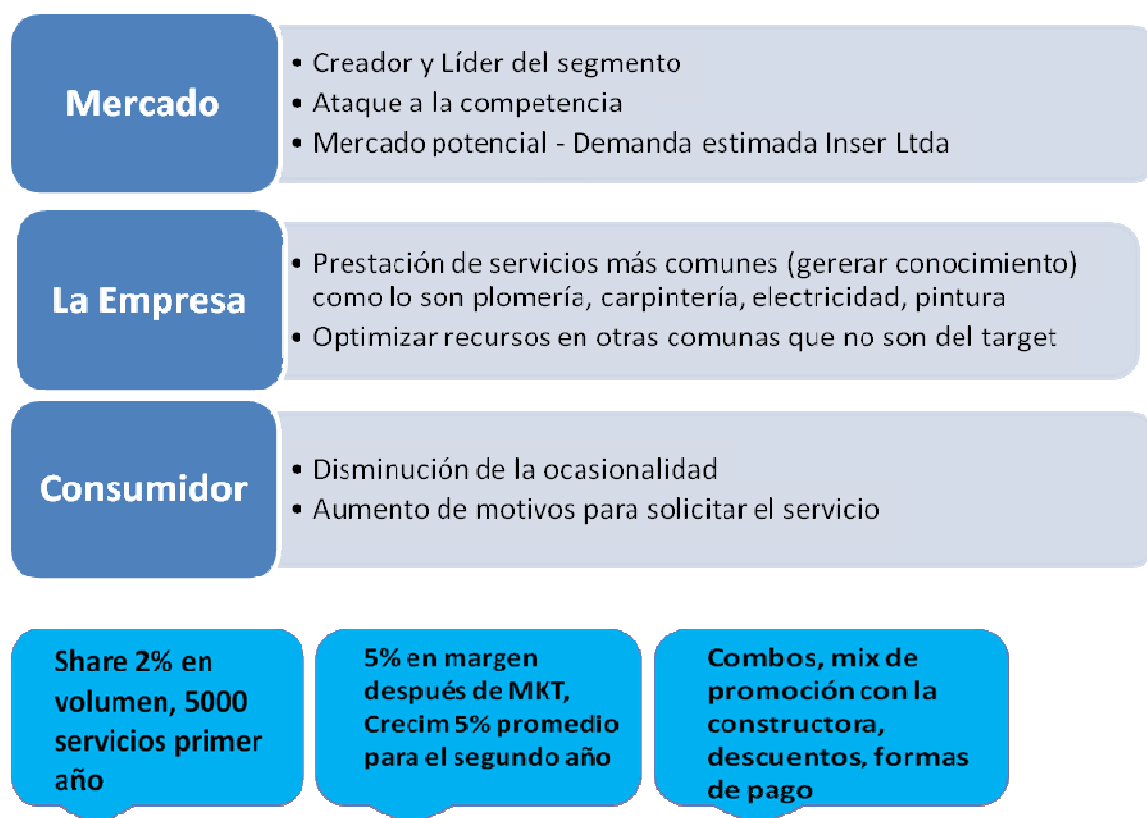 Mercado
• Creador y Líder del segmento
• Ataque a la competencia
• Mercado potencial - Demanda estimada Inser Ltda
La Empresa
• Prestación de servicios más comunes (gererar conocimiento)
como lo son plomería, carpintería, electricidad, pintura
• Optimizar recursos en otras comunas que no son del target
Consumidor
• Disminución de la ocasionalidad
• Aumento de motivos para solicitar el servicio
Share 2% en
volumen, 5000
servicios primer
año
5% en margen
después de MKT,
Crecim 5% promedio
para el segundo año
Combos, mix de
promoción con la
constructora,
descuentos, formas
de pago